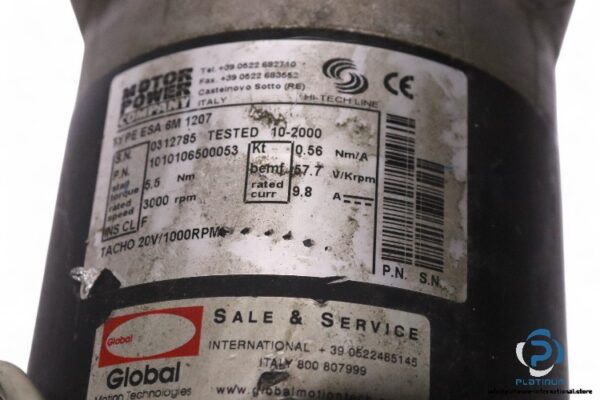 MOTOR
POWER
COMPANY
Tel. +39 0522 682710
Fax. +39 0522 683552
Castelnovo Sotto (RE)
ITALY
HI-TECH LINE
CE
TYPE ESA 6M 1207
S.N. 0312785 TESTED 10-2000
P.N. 1010106500053
stall torque 5.5 Nm
rated speed 3000 rpm
INS CL F
Kt 0.56 Nm/A
bemf 57.7 V/Krpm
rated curr 9.8 A
TACHO 20V/1000RPM
P.N. S.N.
Global
Global
Motion Technologies
SALE & SERVICE
INTERNATIONAL + 39 0522485145
ITALY 800 807999
PLATINUM